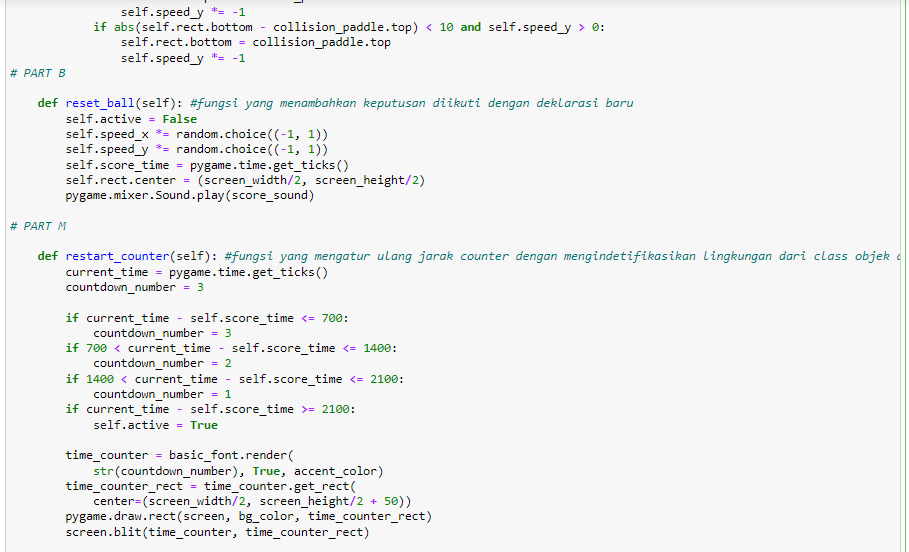 self.speed_y *= -1
if abs(self.rect.bottom - collision_paddle.top) < 10 and self.speed_y > 0:
self.rect.bottom = collision_paddle.top
self.speed_y *= -1
# PART B
def reset_ball(self): #fungsi yang menambahkan keputusan diikuti dengan deklarasi baru
self.active = False
self.speed_x *= random.choice((-1, 1))
self.speed_y *= random.choice((-1, 1))
self.score_time = pygame.time.get_ticks()
self.rect.center = (screen_width/2, screen_height/2)
pygame.mixer.Sound.play(score_sound)
# PART M
def restart_counter(self): #fungsi yang mengatur ulang jarak counter dengan mengindetifikasikan lingkungan dari class objek
current_time = pygame.time.get_ticks()
countdown_number = 3
if current_time - self.score_time <= 700:
countdown_number = 3
if 700 < current_time - self.score_time <= 1400:
countdown_number = 2
if 1400 < current_time - self.score_time <= 2100:
countdown_number = 1
if current_time - self.score_time >= 2100:
self.active = True
time_counter = basic_font.render(
str(countdown_number), True, accent_color)
time_counter_rect = time_counter.get_rect(
center=(screen_width/2, screen_height/2 + 50))
pygame.draw.rect(screen, bg_color, time_counter_rect)
screen.blit(time_counter, time_counter_rect)